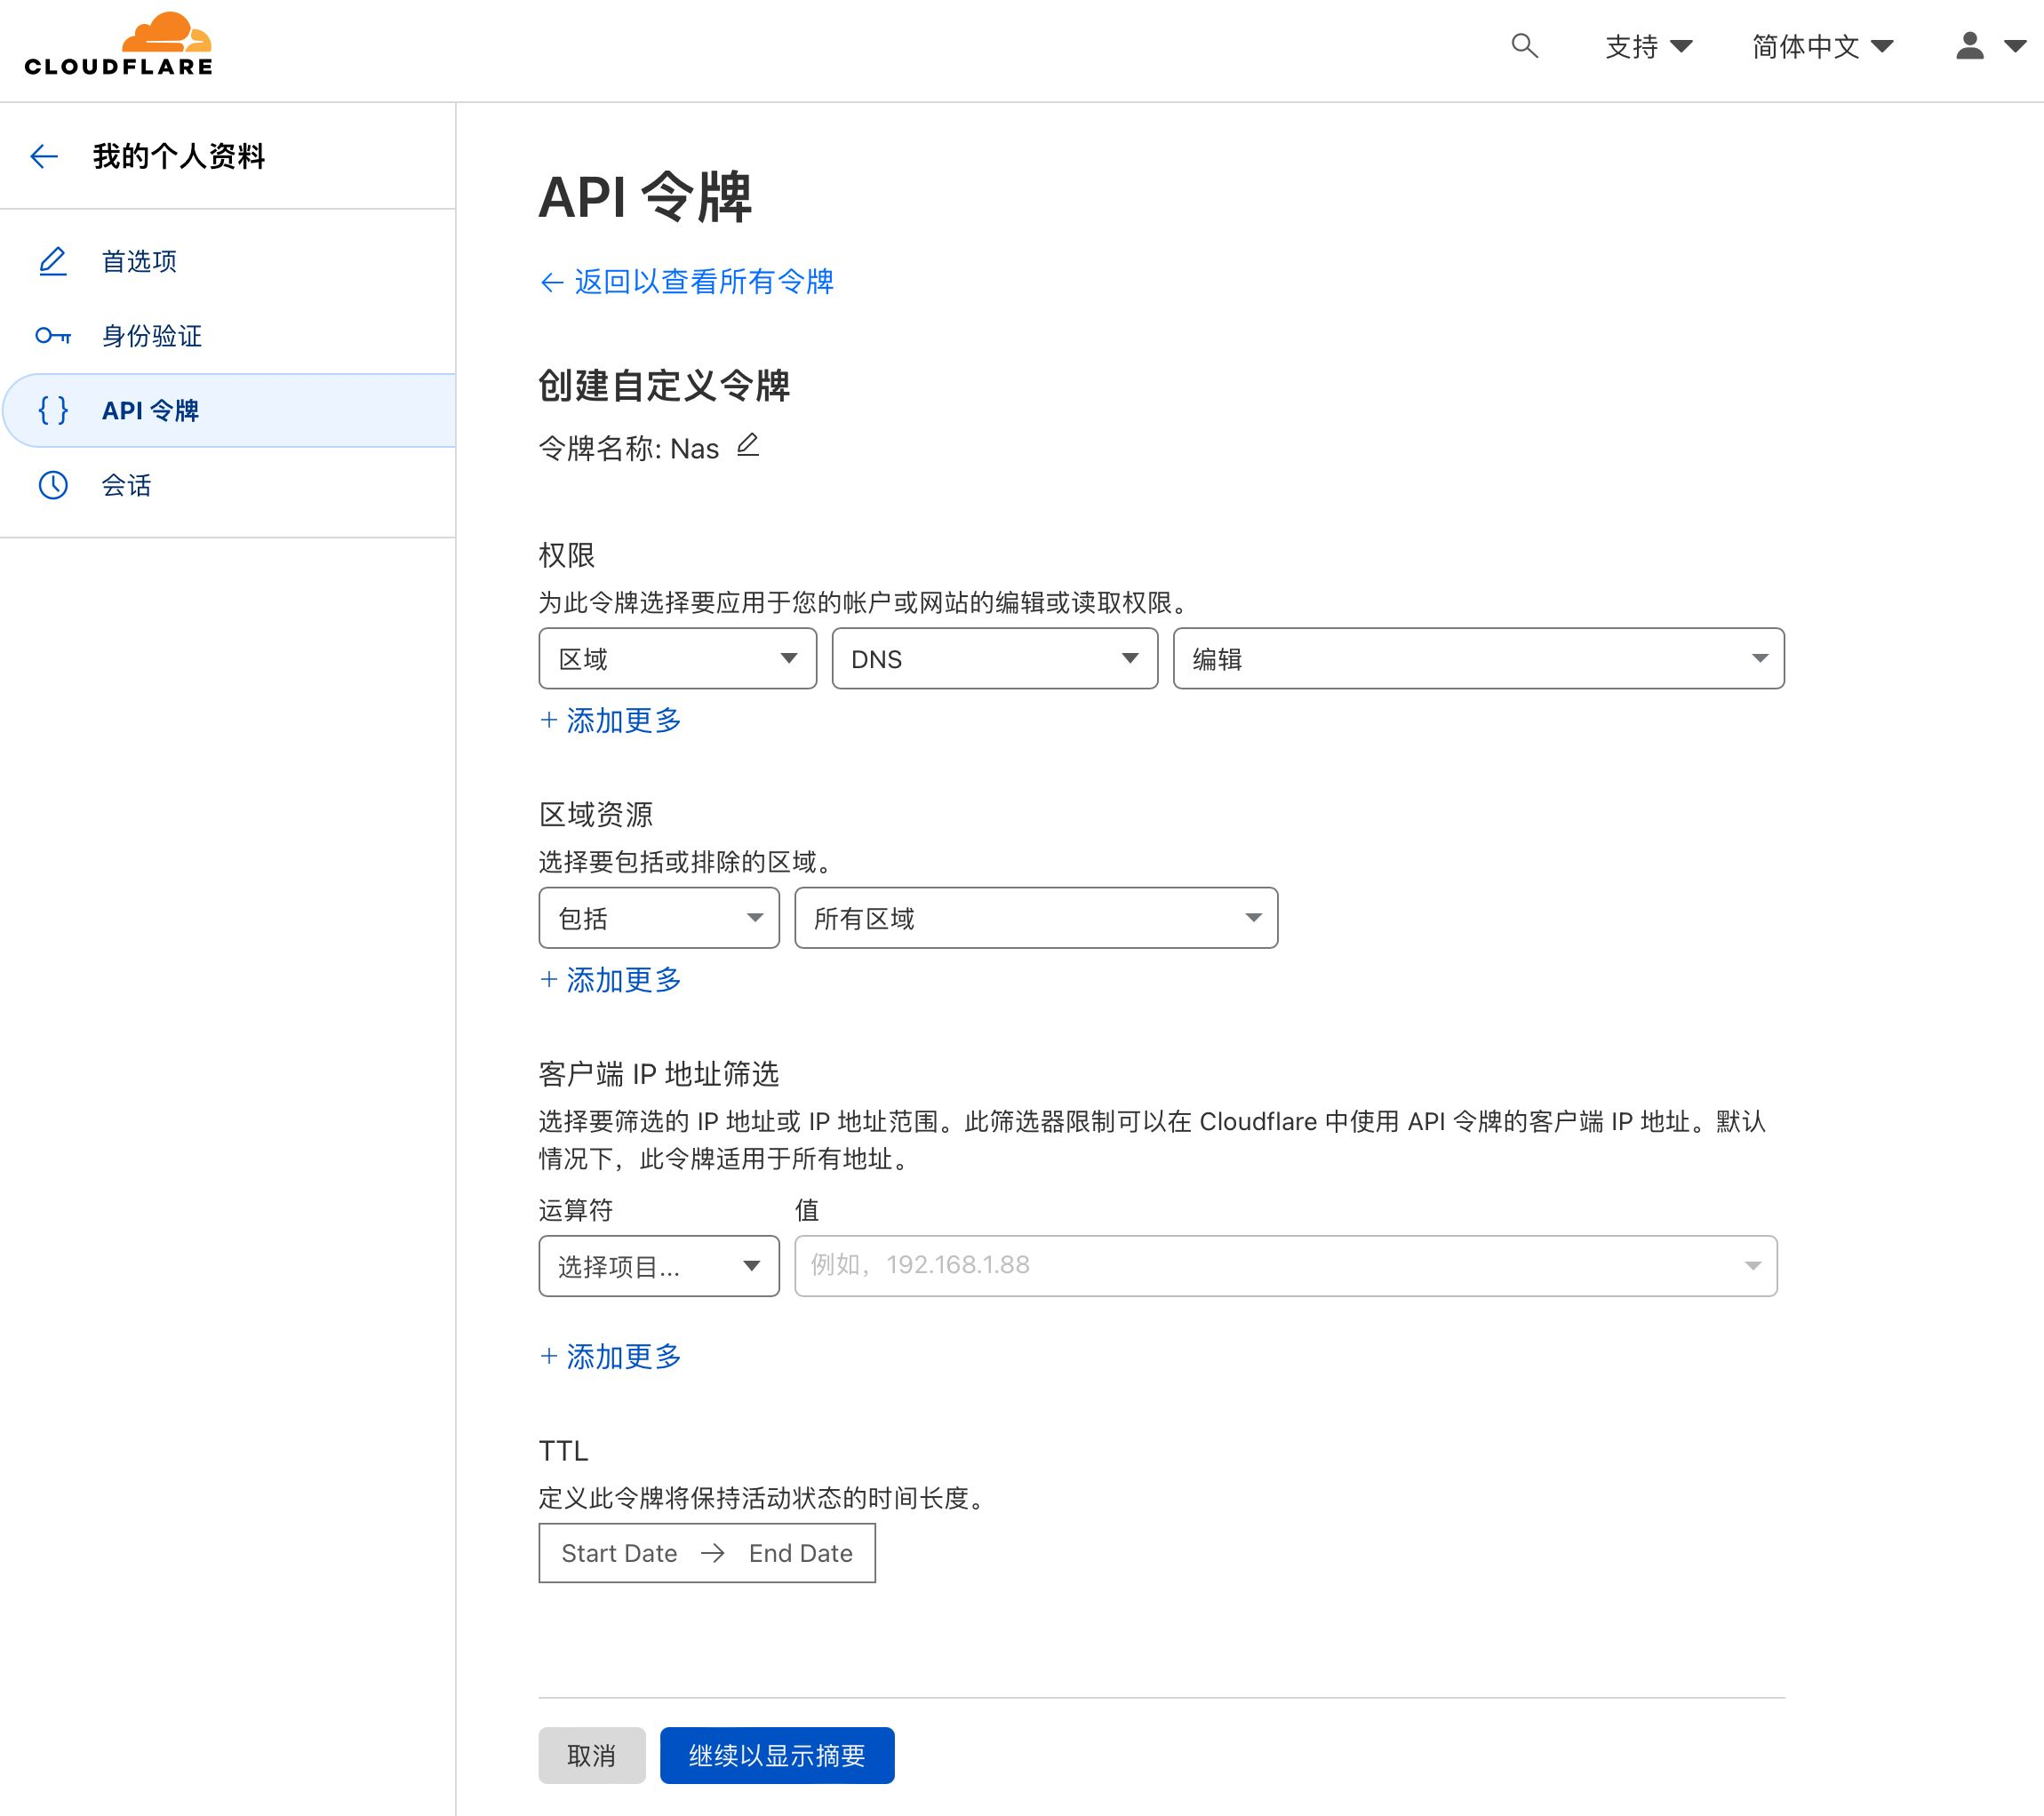 CLOUDFLARE
支持
简体中文
我的个人资料
首选项
身份验证
API 令牌
会话
API 令牌
← 返回以查看所有令牌
创建自定义令牌
令牌名称: Nas
权限
为此令牌选择要应用于您的帐户或网站的编辑或读取权限。
区域
DNS
编辑
+ 添加更多
区域资源
选择要包括或排除的区域。
包括
所有区域
+ 添加更多
客户端 IP 地址筛选
选择要筛选的 IP 地址或 IP 地址范围。此筛选器限制可以在 Cloudflare 中使用 API 令牌的客户端 IP 地址。默认
情况下，此令牌适用于所有地址。
运算符
值
选择项目...
例如，192.168.1.88
+ 添加更多
TTL
定义此令牌将保持活动状态的时间长度。
Start Date → End Date
取消
继续以显示摘要